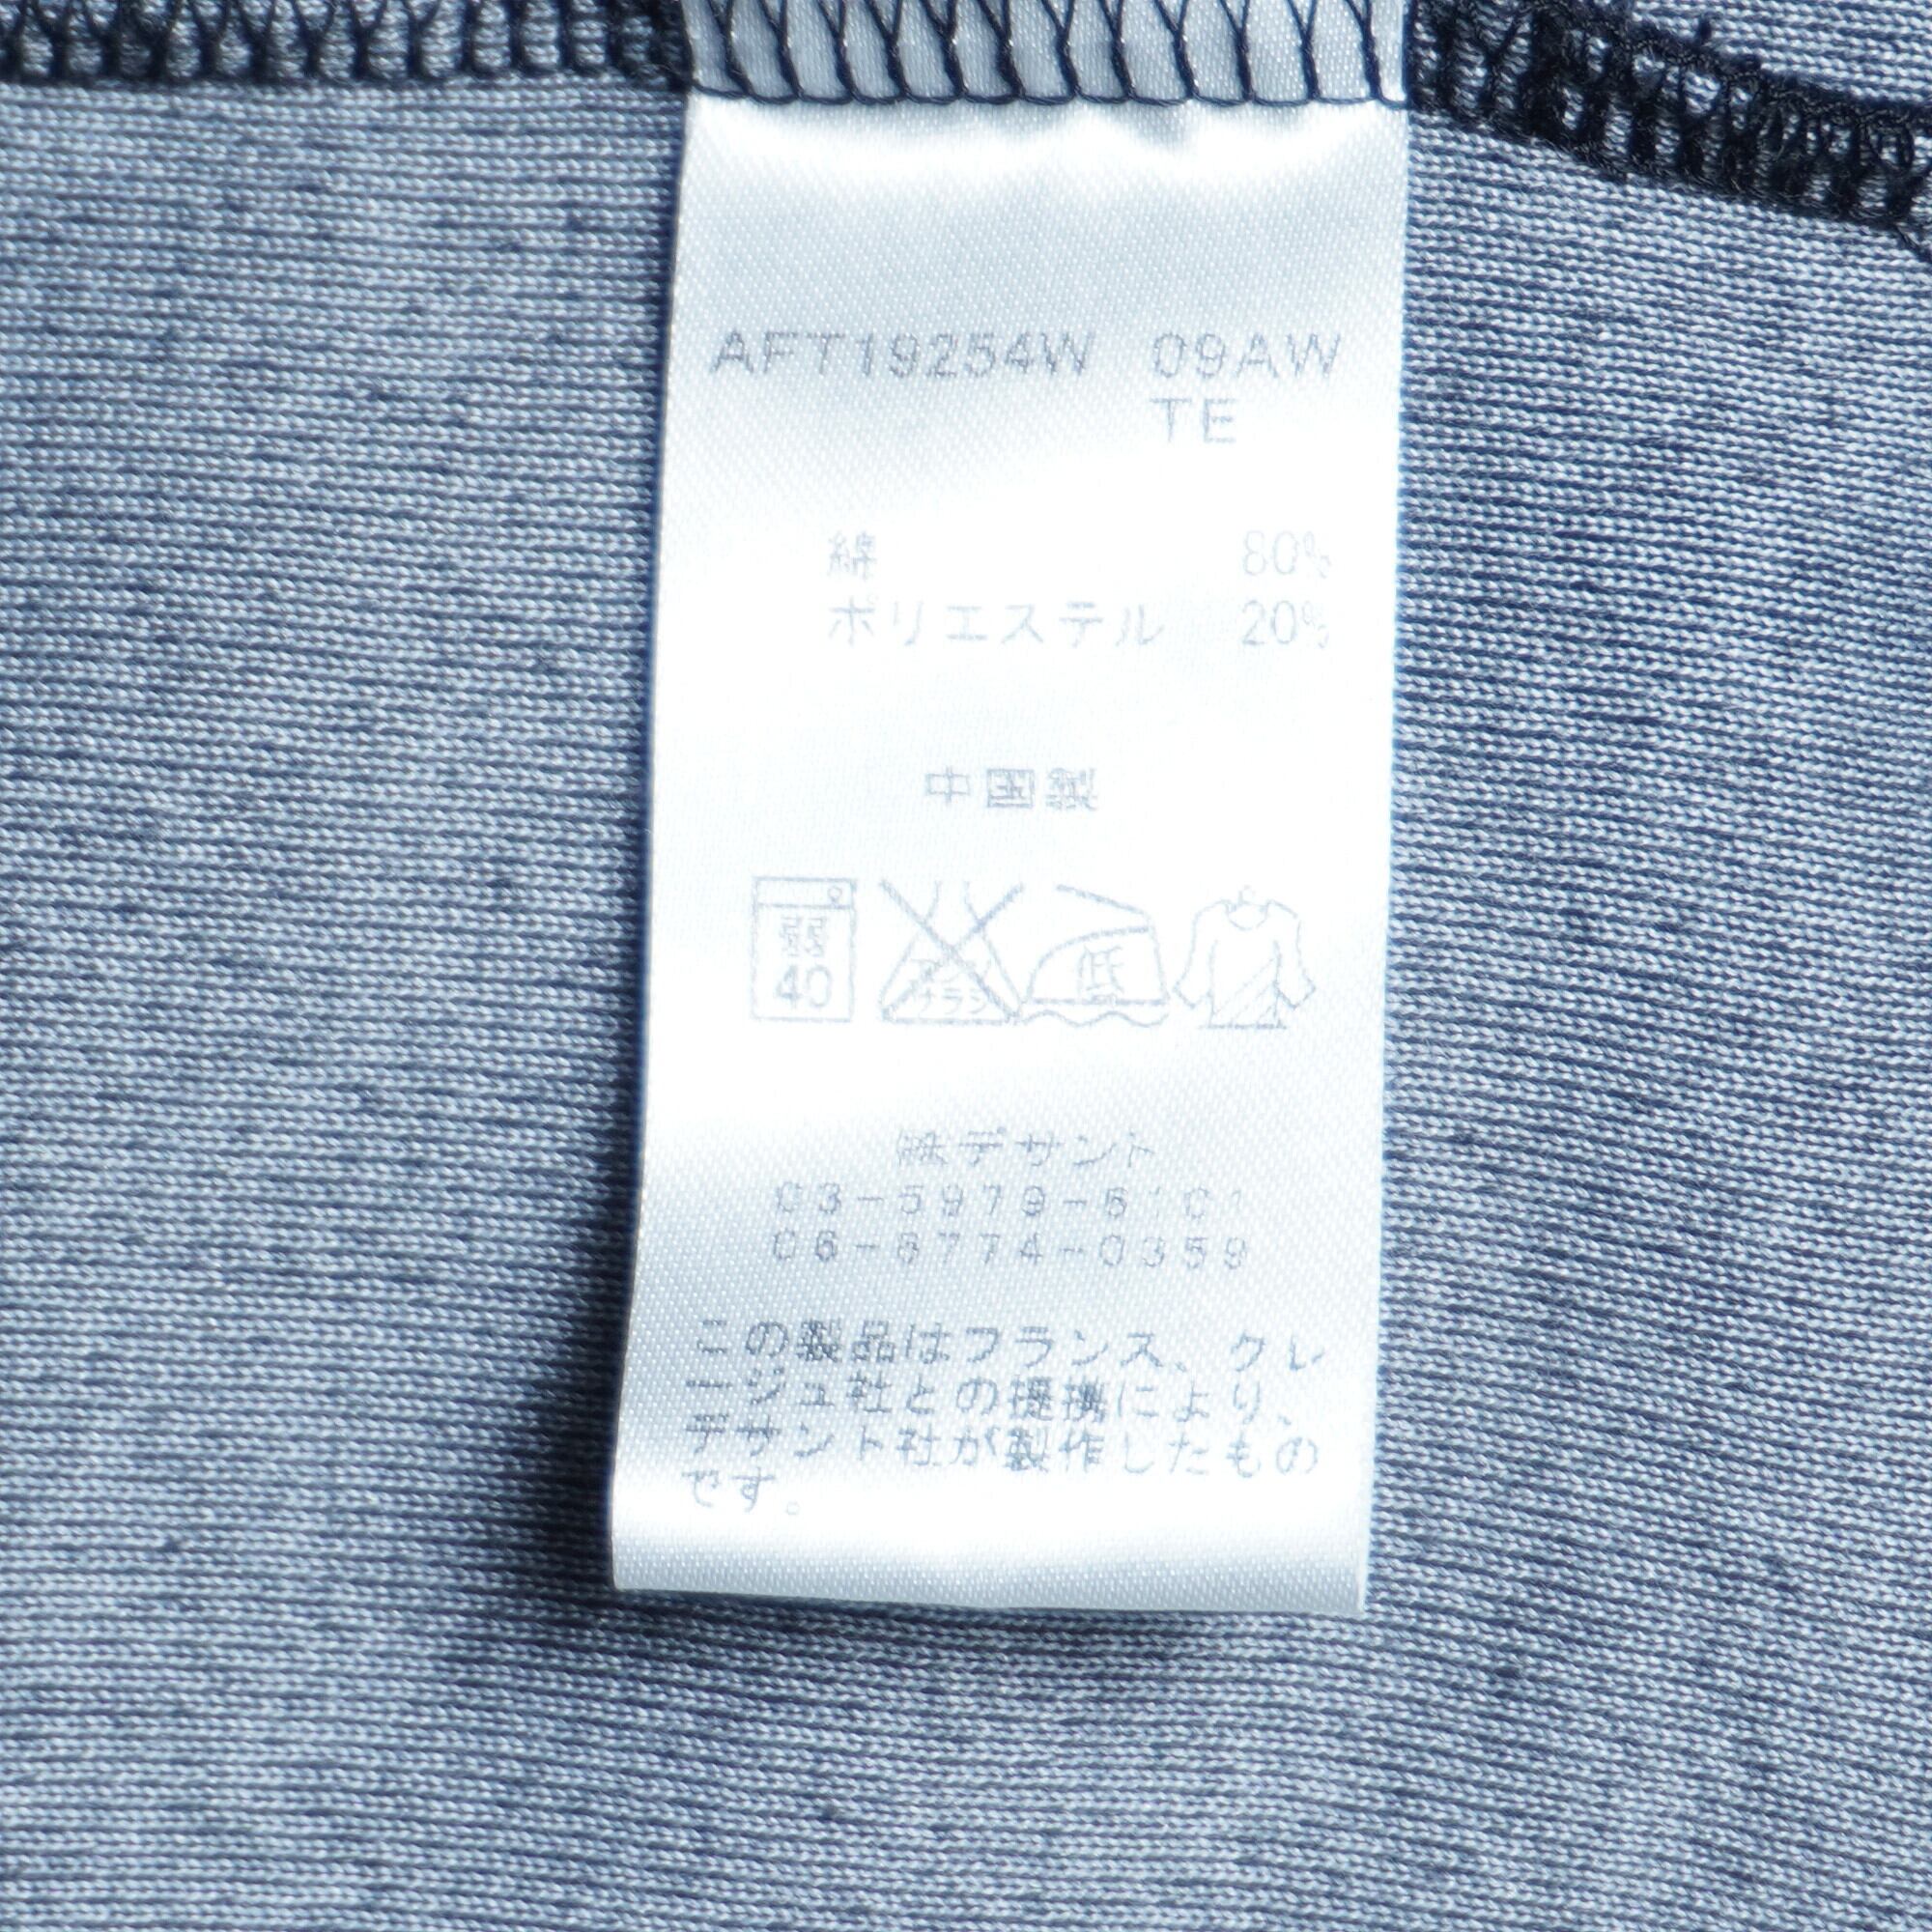 AFT19254W 09AW
TE
綿 80%
ポリエステル 20%
中国製
弱
40
低
㈱デサント
03-5979-6101
06-6774-0359
この製品はフランス、クレ
ージュ社との提携により、
デサント社が製作したもの
です。